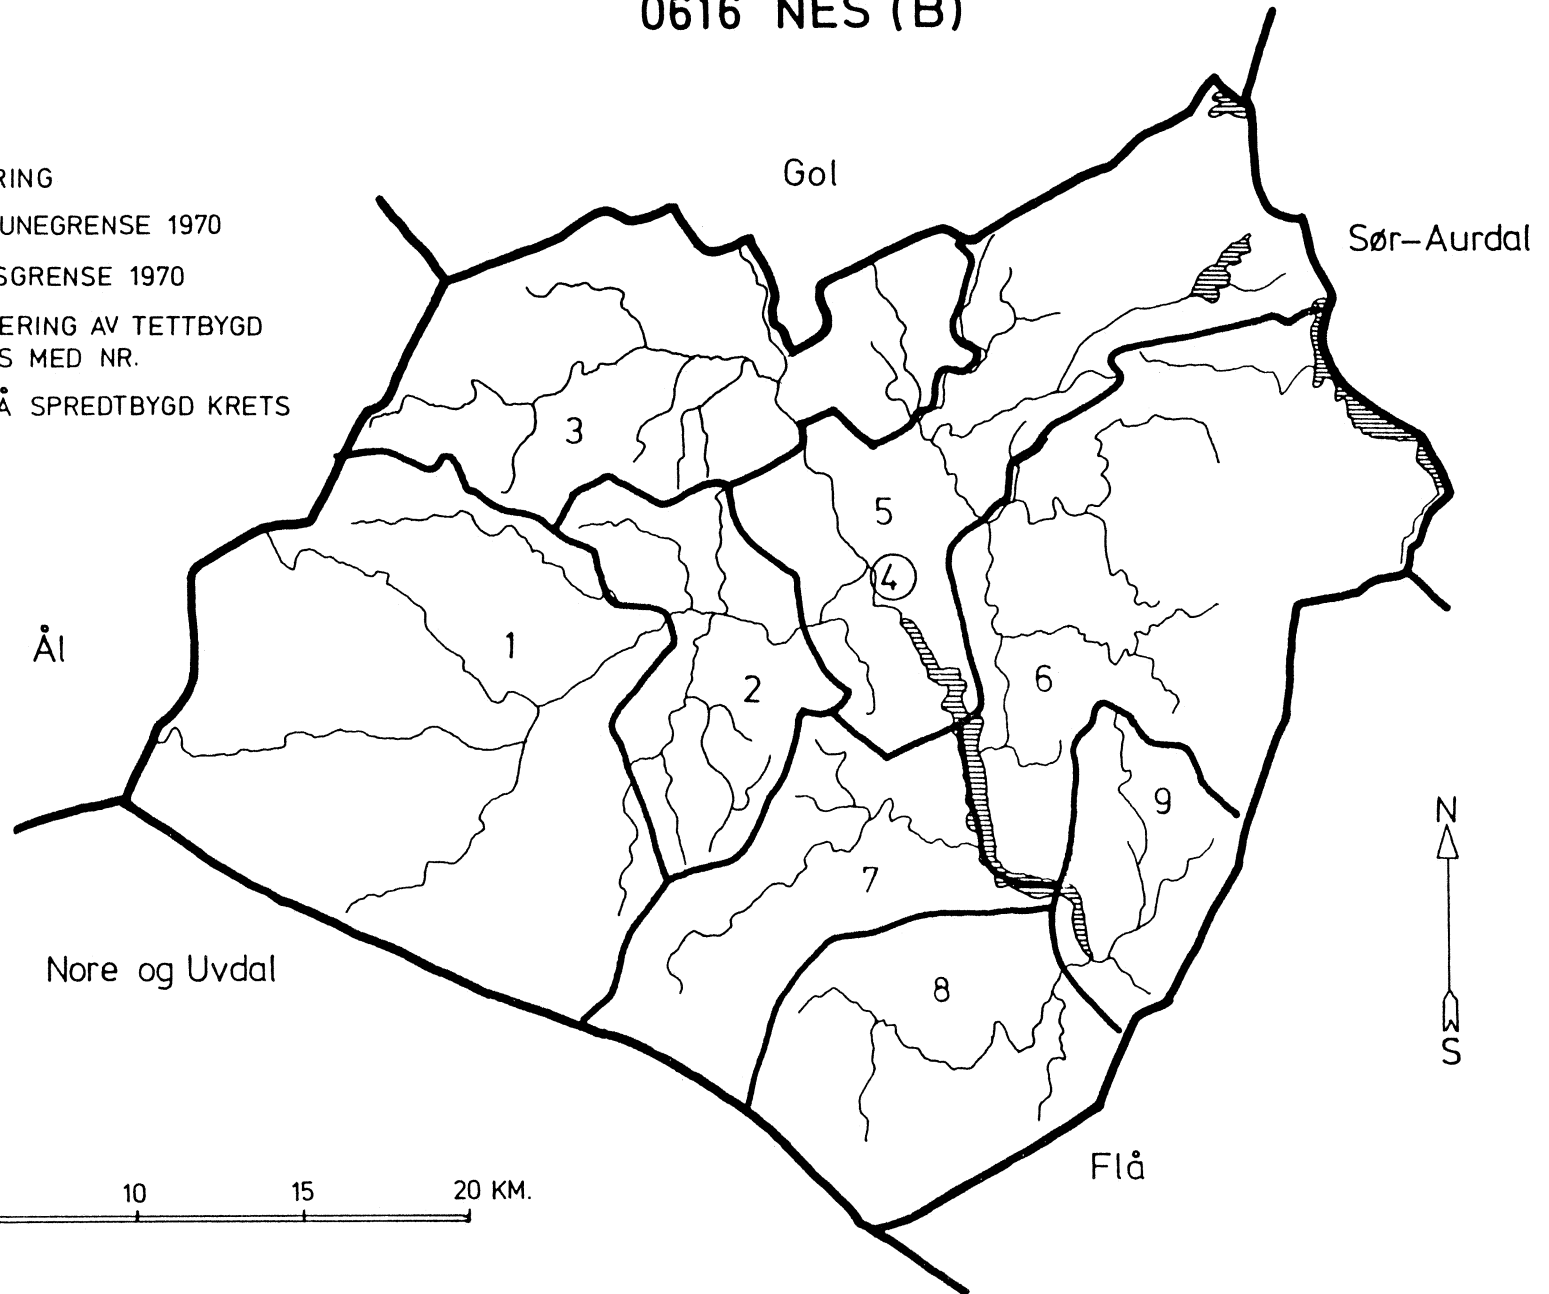 0616 NES (B)
RING
UNEGRENSE 1970
SGRENSE 1970
ERING AV TETTBYGD
S MED NR.
Å SPREDTBYGD KRETS
Gol
Sør-Aurdal
Ål
Nore og Uvdal
Flå
3
5
4
1
2
6
9
7
8
N
S
10 15 20 KM.